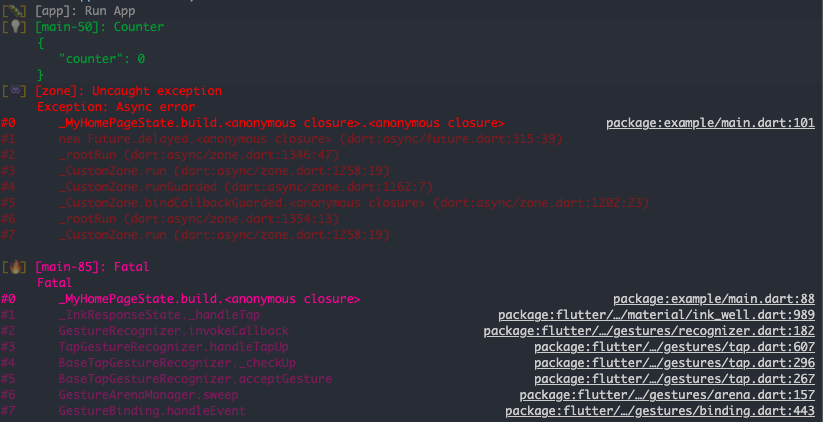 [🐛] [app]: Run App
[💡] [main-50]: Counter
{
"counter": 0
}
[👾] [zone]: Uncaught exception
Exception: Async error
#0 _MyHomePageState.build.<anonymous closure>.<anonymous closure> package:example/main.dart:101
#1 new Future.delayed.<anonymous closure> (dart:async/future.dart:315:39)
#2 _rootRun (dart:async/zone.dart:1346:47)
#3 _CustomZone.run (dart:async/zone.dart:1258:19)
#4 _CustomZone.runGuarded (dart:async/zone.dart:1162:7)
#5 _CustomZone.bindCallbackGuarded.<anonymous closure> (dart:async/zone.dart:1202:23)
#6 _rootRun (dart:async/zone.dart:1354:13)
#7 _CustomZone.run (dart:async/zone.dart:1258:19)
[🔥] [main-85]: Fatal
Fatal
#0 _MyHomePageState.build.<anonymous closure> package:example/main.dart:88
#1 _InkResponseState._handleTap package:flutter/…/material/ink_well.dart:989
#2 GestureRecognizer.invokeCallback package:flutter/…/gestures/recognizer.dart:182
#3 TapGestureRecognizer.handleTapUp package:flutter/…/gestures/tap.dart:607
#4 BaseTapGestureRecognizer._checkUp package:flutter/…/gestures/tap.dart:296
#5 BaseTapGestureRecognizer.acceptGesture package:flutter/…/gestures/tap.dart:267
#6 GestureArenaManager.sweep package:flutter/…/gestures/arena.dart:157
#7 GestureBinding.handleEvent package:flutter/…/gestures/binding.dart:443